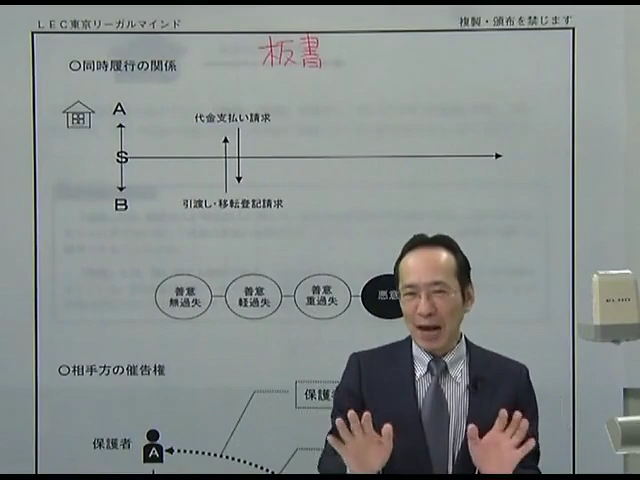 LEC東京リーガルマインド
複製・頒布を禁じます
板書
○同時履行の関係
A
代金支払い請求
S
B
引渡し・移転登記請求
善意
無過失
善意
軽過失
善意
重過失
悪意
○相手方の催告権
保護
保護者
A